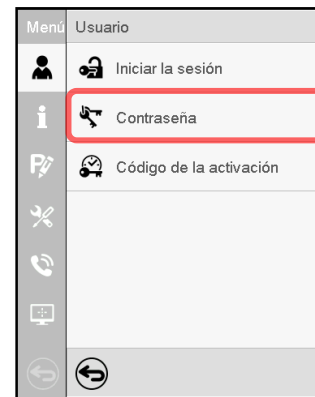 Menú
Usuario
Iniciar la sesión
Contraseña
Código de la activación